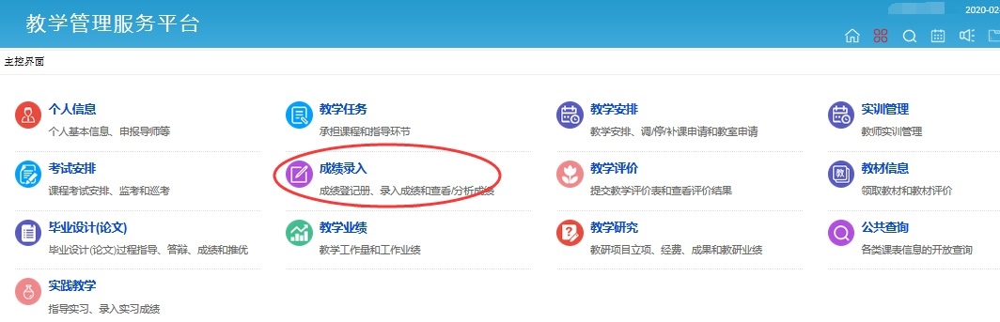 2020-02
教学管理服务平台
主控界面
个人信息
个人基本信息、申报导师等
教学任务
承担课程和指导环节
教学安排
教学安排、调/停/补课申请和教室申请
实训管理
教师实训管理
考试安排
课程考试安排、监考和巡考
成绩录入
成绩登记册、录入成绩和查看/分析成绩
教学评价
提交教学评价表和查看评价结果
教材信息
领取教材和教材评价
毕业设计(论文)
毕业设计(论文)过程指导、答辩、成绩和推优
教学业绩
教学工作量和工作业绩
教学研究
教研项目立项、经费、成果和教研业绩
公共查询
各类课表信息的开放查询
实践教学
指导实习、录入实习成绩